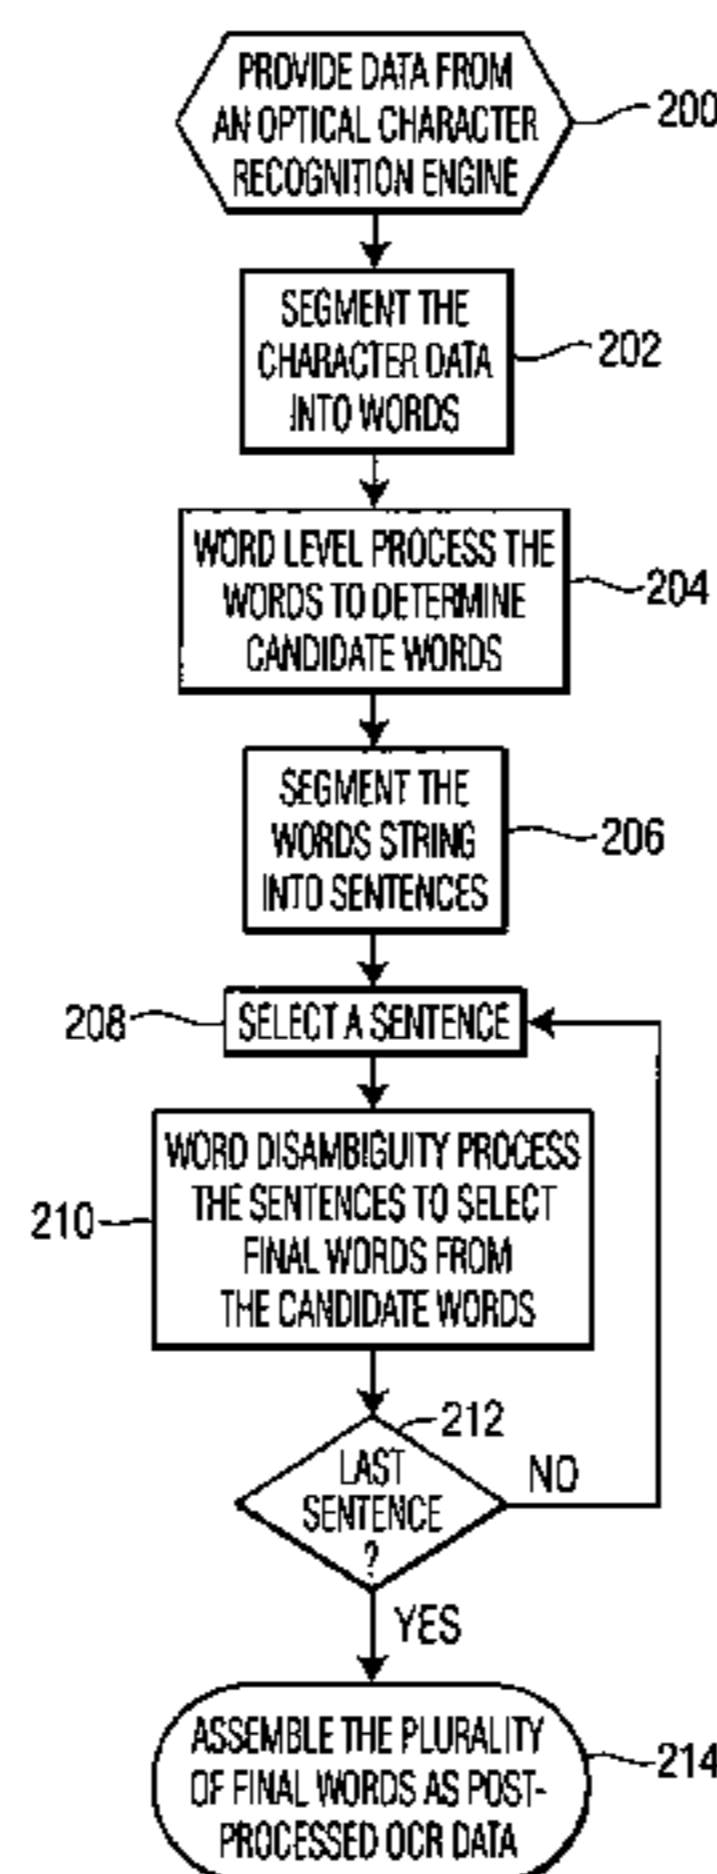 PROVIDE DATA FROM
AN OPTICAL CHARACTER
RECOGNITION ENGINE
200
SEGMENT THE
CHARACTER DATA
INTO WORDS
202
WORD LEVEL PROCESS THE
WORDS TO DETERMINE
CANDIDATE WORDS
204
SEGMENT THE
WORDS STRING
INTO SENTENCES
206
208
SELECT A SENTENCE
WORD DISAMBIGUITY PROCESS
THE SENTENCES TO SELECT
FINAL WORDS FROM
THE CANDIDATE WORDS
210
212
LAST
SENTENCE
?
NO
YES
ASSEMBLE THE PLURALITY
OF FINAL WORDS AS POST-
PROCESSED OCR DATA
214